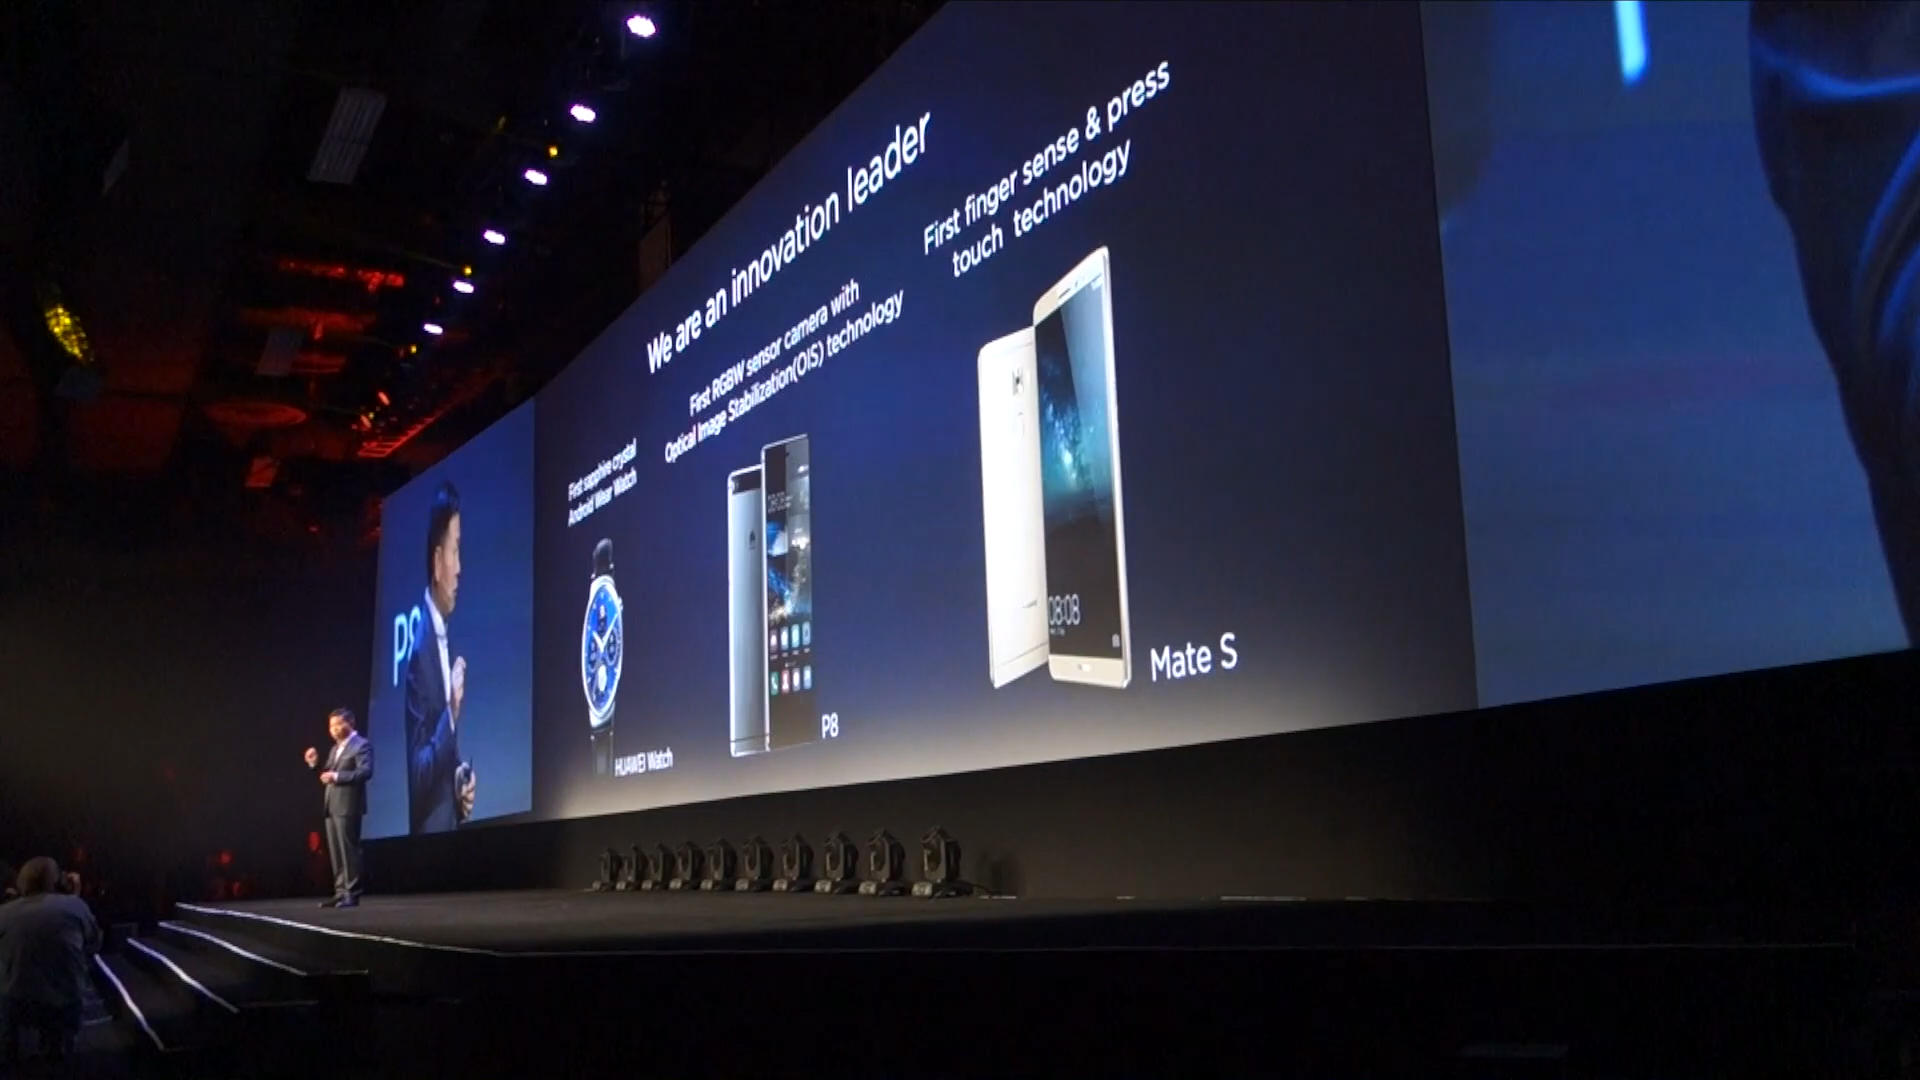 We are an innovation leader
First sapphire crystal
Android Wear Watch
HUAWEI Watch
First RGBW sensor camera with
Optical Image Stabilization(OIS) technology
P8
First finger sense & press
touch technology
08:08
Mate S
P8